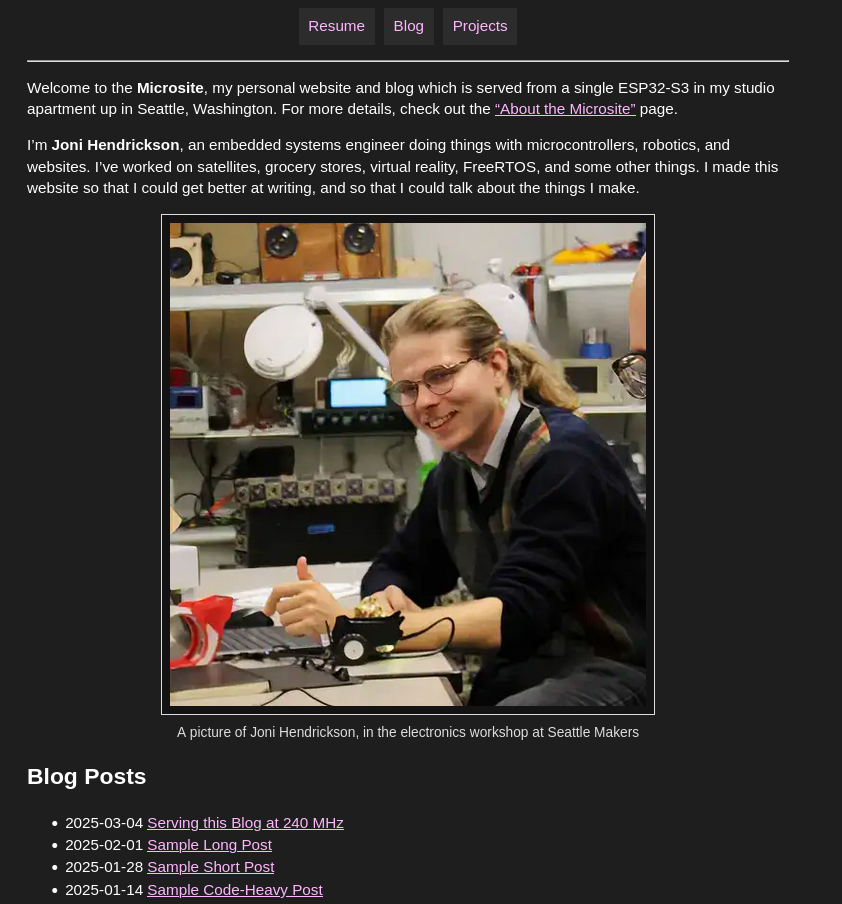 Resume Blog Projects
Welcome to the Microsite, my personal website and blog which is served from a single ESP32-S3 in my studio
apartment up in Seattle, Washington. For more details, check out the “About the Microsite” page.
I’m Joni Hendrickson, an embedded systems engineer doing things with microcontrollers, robotics, and
websites. I’ve worked on satellites, grocery stores, virtual reality, FreeRTOS, and some other things. I made this
website so that I could get better at writing, and so that I could talk about the things I make.
A picture of Joni Hendrickson, in the electronics workshop at Seattle Makers
Blog Posts
• 2025-03-04 Serving this Blog at 240 MHz
• 2025-02-01 Sample Long Post
• 2025-01-28 Sample Short Post
• 2025-01-14 Sample Code-Heavy Post